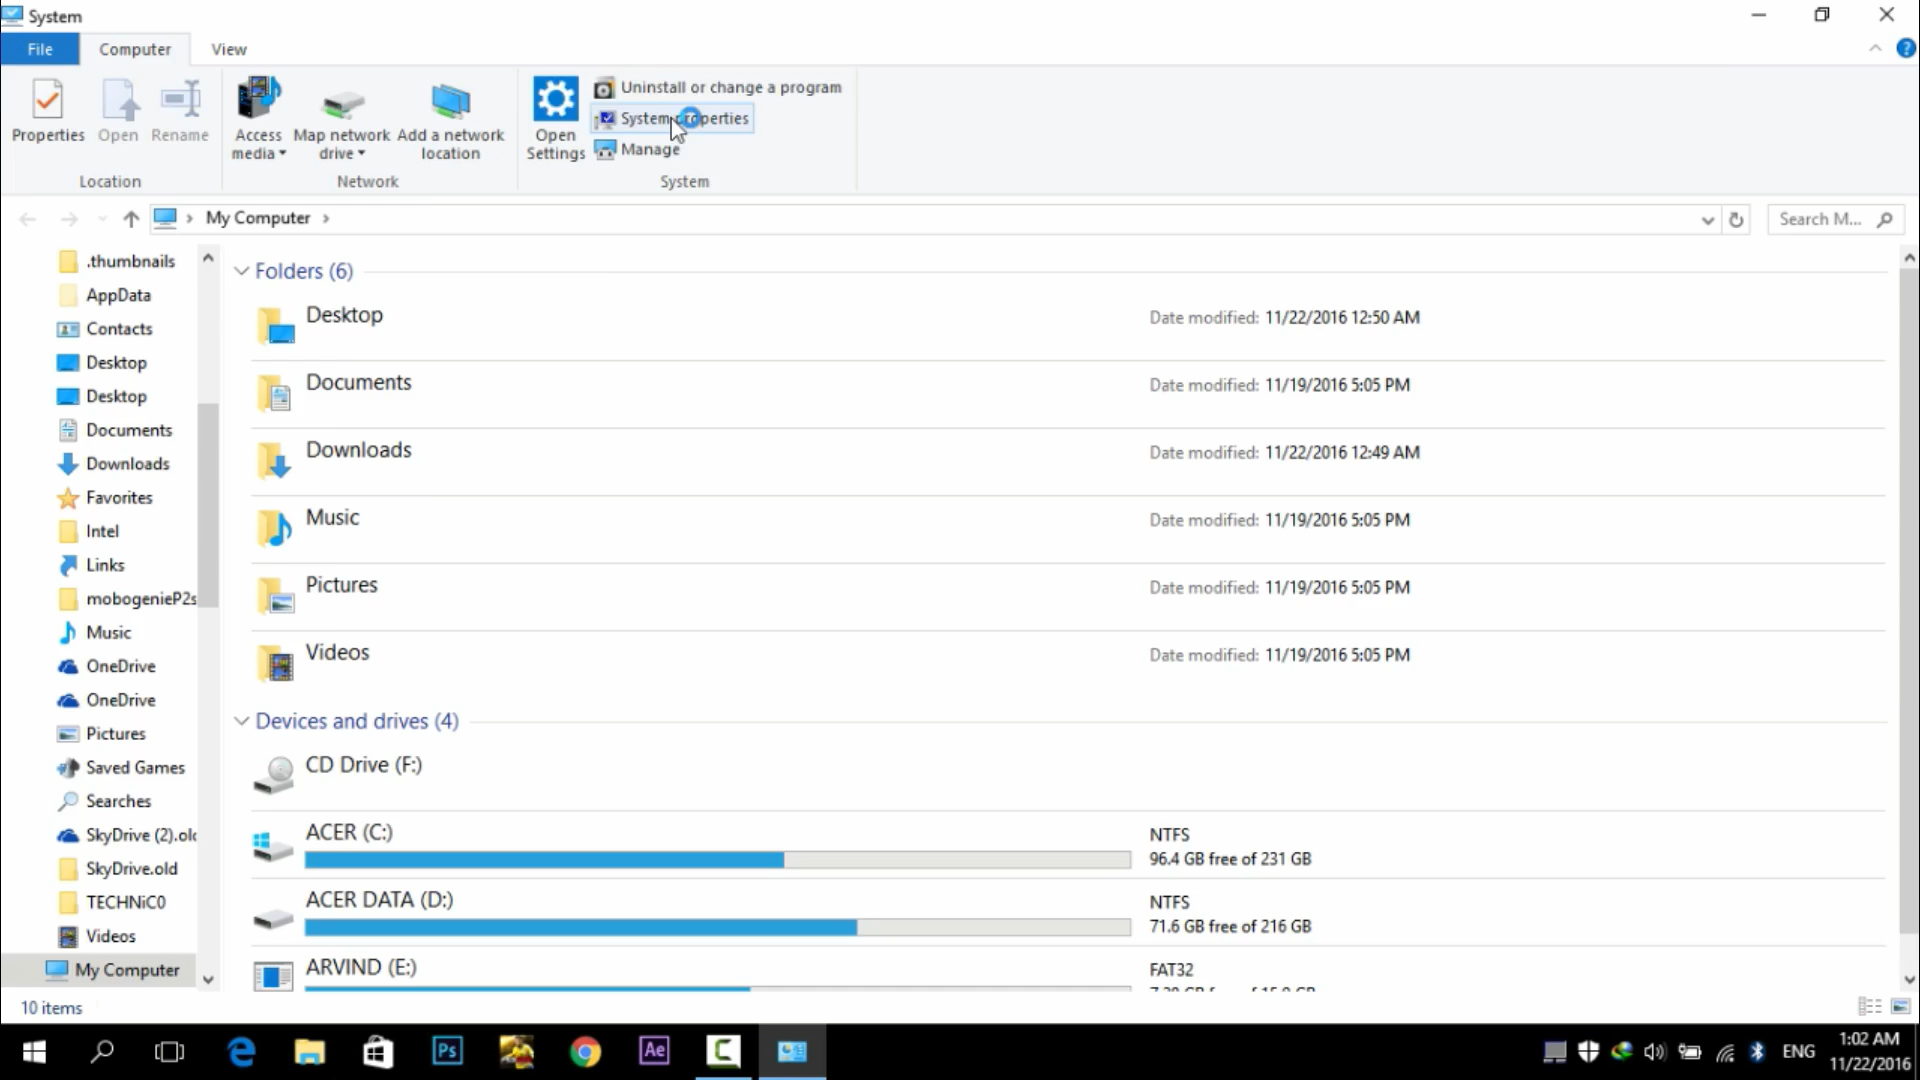 System
File
Computer
View
Properties
Open
Rename
Location
Access
media
Map network
drive
Add a network
location
Network
Open
Settings
Uninstall or change a program
System properties
Manage
System
My Computer
Search M...
.thumbnails
AppData
Contacts
Desktop
Desktop
Documents
Downloads
Favorites
Intel
Links
mobogenieP2s
Music
OneDrive
OneDrive
Pictures
Saved Games
Searches
SkyDrive (2).old
SkyDrive.old
TECHNiC0
Videos
My Computer
Folders (6)
Desktop
Date modified: 11/22/2016 12:50 AM
Documents
Date modified: 11/19/2016 5:05 PM
Downloads
Date modified: 11/22/2016 12:49 AM
Music
Date modified: 11/19/2016 5:05 PM
Pictures
Date modified: 11/19/2016 5:05 PM
Videos
Date modified: 11/19/2016 5:05 PM
Devices and drives (4)
CD Drive (F:)
ACER (C:)
NTFS
96.4 GB free of 231 GB
ACER DATA (D:)
NTFS
71.6 GB free of 216 GB
ARVIND (E:)
FAT32
10 items
Ps
Ae
C
ENG
1:02 AM
11/22/2016